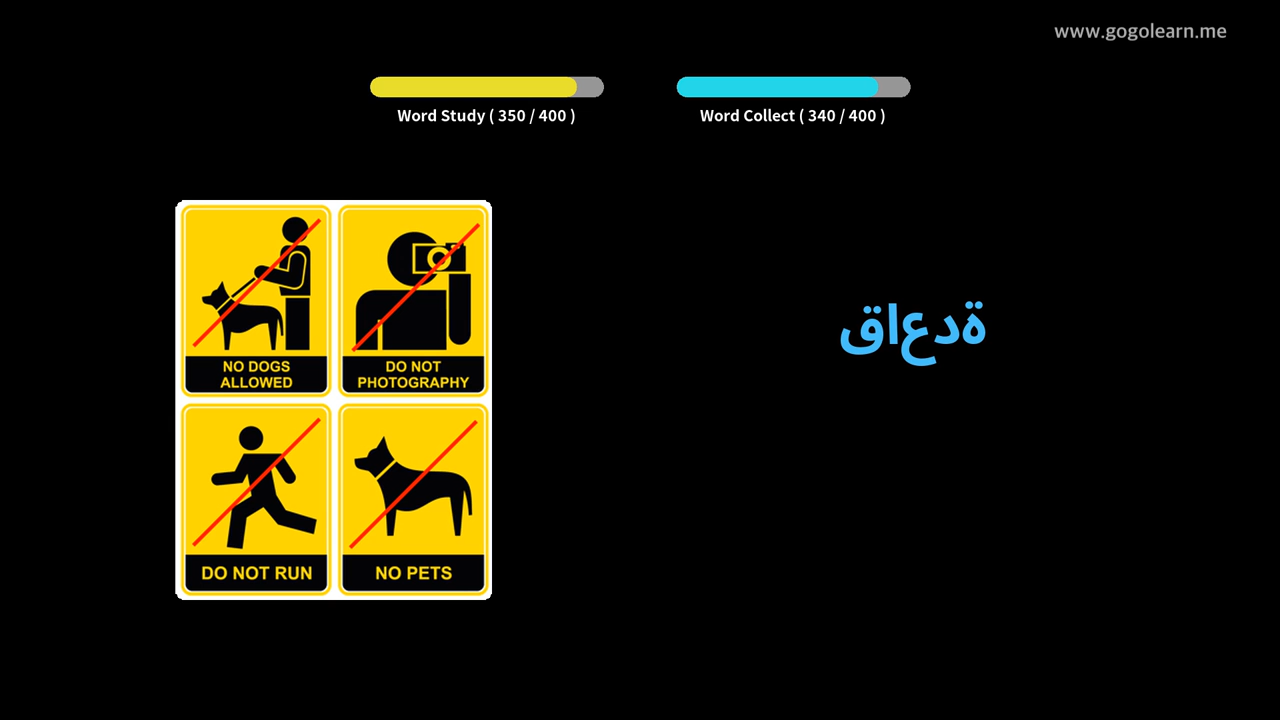 www.gogolearn.me
Word Study ( 350 / 400 )
Word Collect ( 340 / 400 )
NO DOGS
ALLOWED
DO NOT
PHOTOGRAPHY
DO NOT RUN
NO PETS
ةدعاق